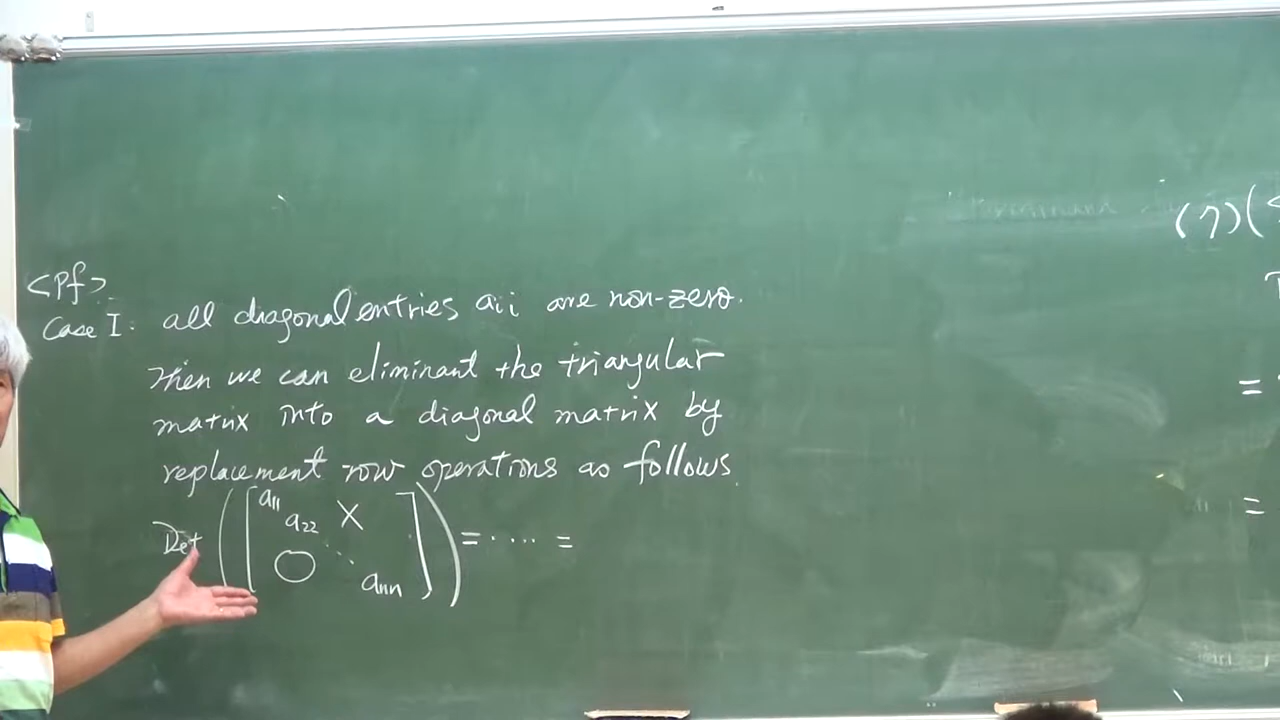 <Pf>
Case I: all diagonal entries aii are non-zero.
Then we can eliminant the triangular
matrix into a diagonal matrix by
replacement row operations as follows.
Det ([a11 a22 X O ⋱ ann]) = ···· =
(7)(
=
=